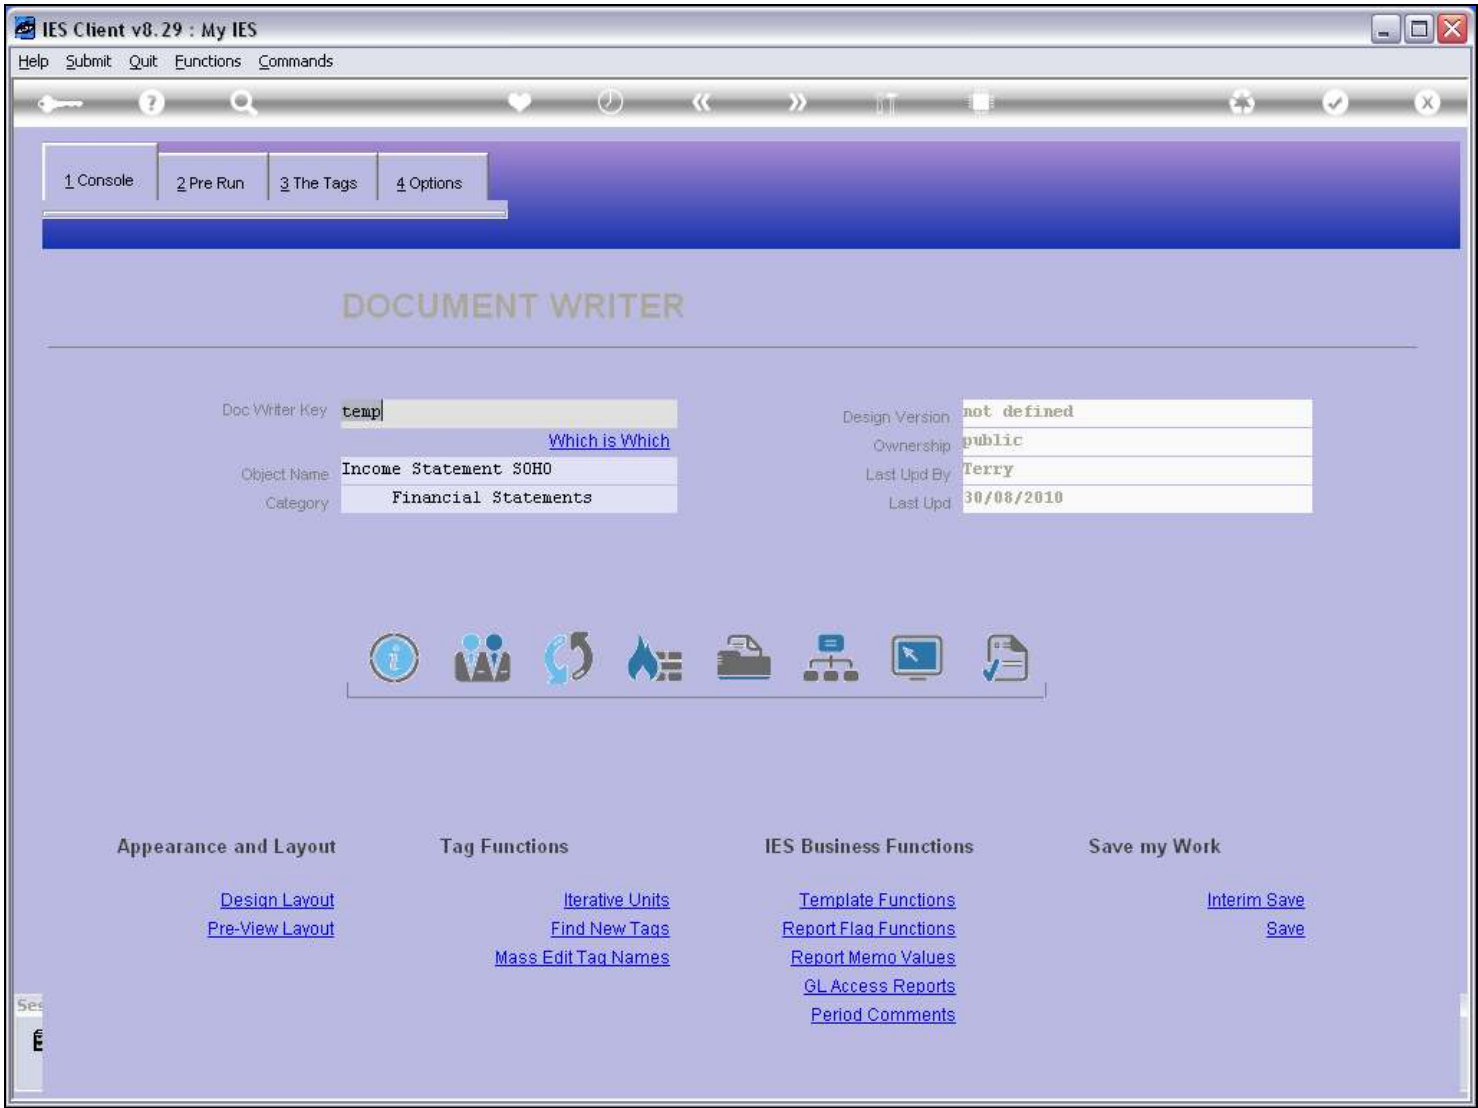 IES Client v8.29 : My IES
Help Submit Quit Functions Commands
1 Console 2 Pre Run 3 The Tags 4 Options
DOCUMENT WRITER
Doc Writer Key temp
Which is Which
Object Name Income Statement SOHO
Category Financial Statements
Design Version not defined
Ownership public
Last Upd By Terry
Last Upd 30/08/2010
Appearance and Layout
Design Layout
Pre-View Layout
Tag Functions
Iterative Units
Find New Tags
Mass Edit Tag Names
IES Business Functions
Template Functions
Report Flag Functions
Report Memo Values
GL Access Reports
Period Comments
Save my Work
Interim Save
Save
Ses